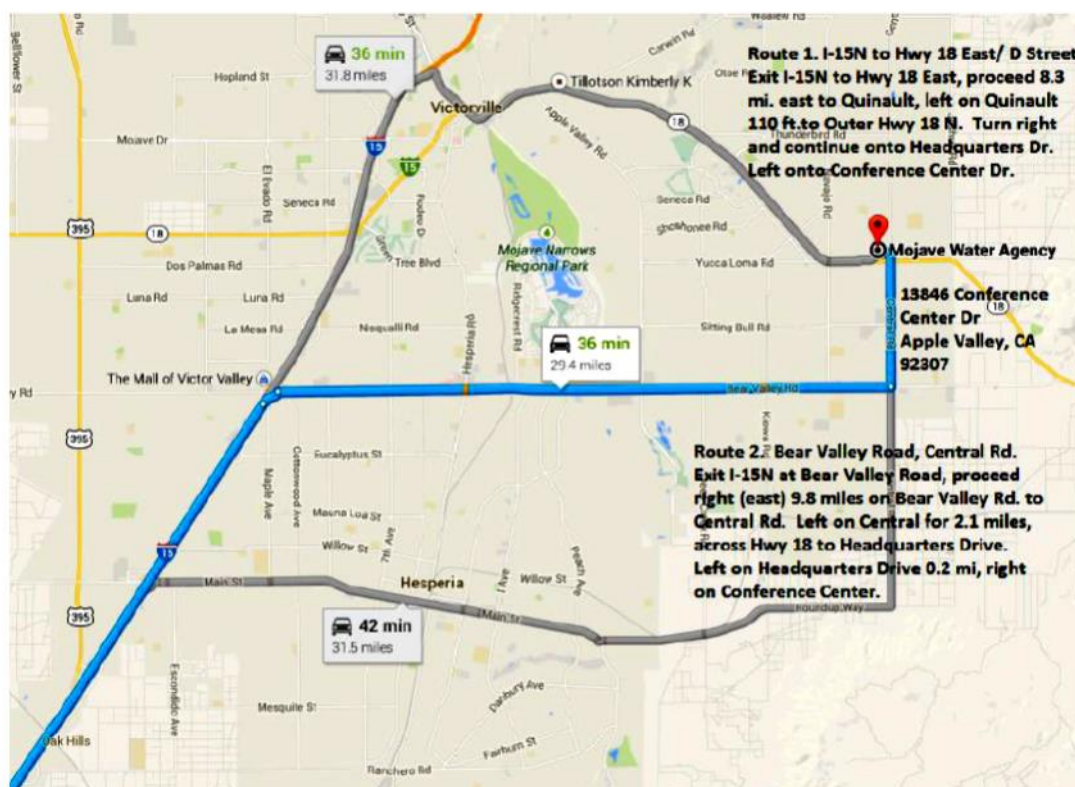 Bellflower St
Hopland St
36 min
31.8 miles
Tillotson Kimberly K
Route 1. I-15N to Hwy 18 East/ D Street
Exit I-15N to Hwy 18 East, proceed 8.3
mi. east to Quinault, left on Quinault
110 ft.to Outer Hwy 18 N. Turn right
and continue onto Headquarters Dr.
Left onto Conference Center Dr.
Victorville
Apple Valley Rd
18
Mojave Dr
15
15
El Evado Rd
Seneca Rd
Seneca Rd
395
18
Mojave Narrows
Regional Park
Dos Palmas Rd
Tree Blvd
Yucca Loma Rd
Mojave Water Agency
Luna Rd
Luna Rd
La Mesa Rd
Nisqualli Rd
Hesperia Rd
Ridgecrest Rd
Sitting Bull Rd
Central Rd
18
13846 Conference
Center Dr
Apple Valley, CA
92307
36 min
29.4 miles
The Mall of Victor Valley
Bear Valley Rd
395
Eucalyptus St
Maple Ave
Cottonwood Ave
Mauna Loa St
Willow St
7th Ave
Route 2. Bear Valley Road, Central Rd.
Exit I-15N at Bear Valley Road, proceed
right (east) 9.8 miles on Bear Valley Rd. to
Central Rd. Left on Central for 2.1 miles,
across Hwy 18 to Headquarters Drive.
Left on Headquarters Drive 0.2 mi, right
on Conference Center.
15
Main St
Hesperia
I Ave
Willow St
Peach Ave
Main St
Roundup Way
395
42 min
31.5 miles
Escondido Ave
Mesquite St
Danbury Ave
Fairburn St
Oak Hills
Ranchero Rd